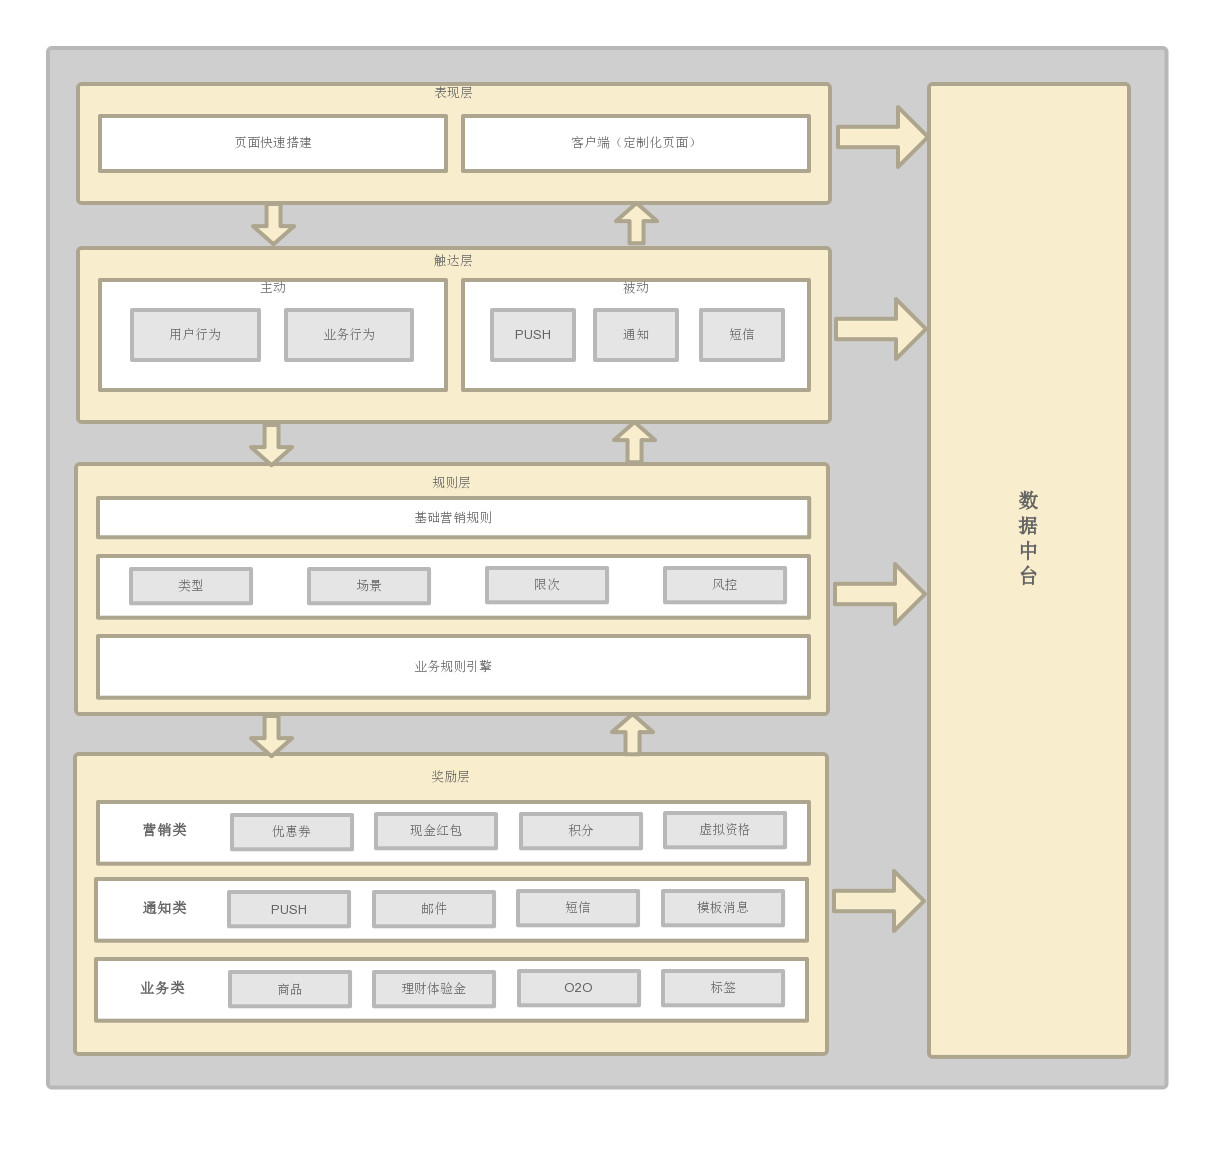 表现层
页面快速搭建
客户端（定制化页面）
触达层
主动
被动
用户行为
业务行为
PUSH
通知
短信
规则层
基础营销规则
类型
场景
限次
风控
业务规则引擎
奖励层
营销类
优惠券
现金红包
积分
虚拟资格
通知类
PUSH
邮件
短信
模板消息
业务类
商品
理财体验金
O2O
标签
数
据
中
台